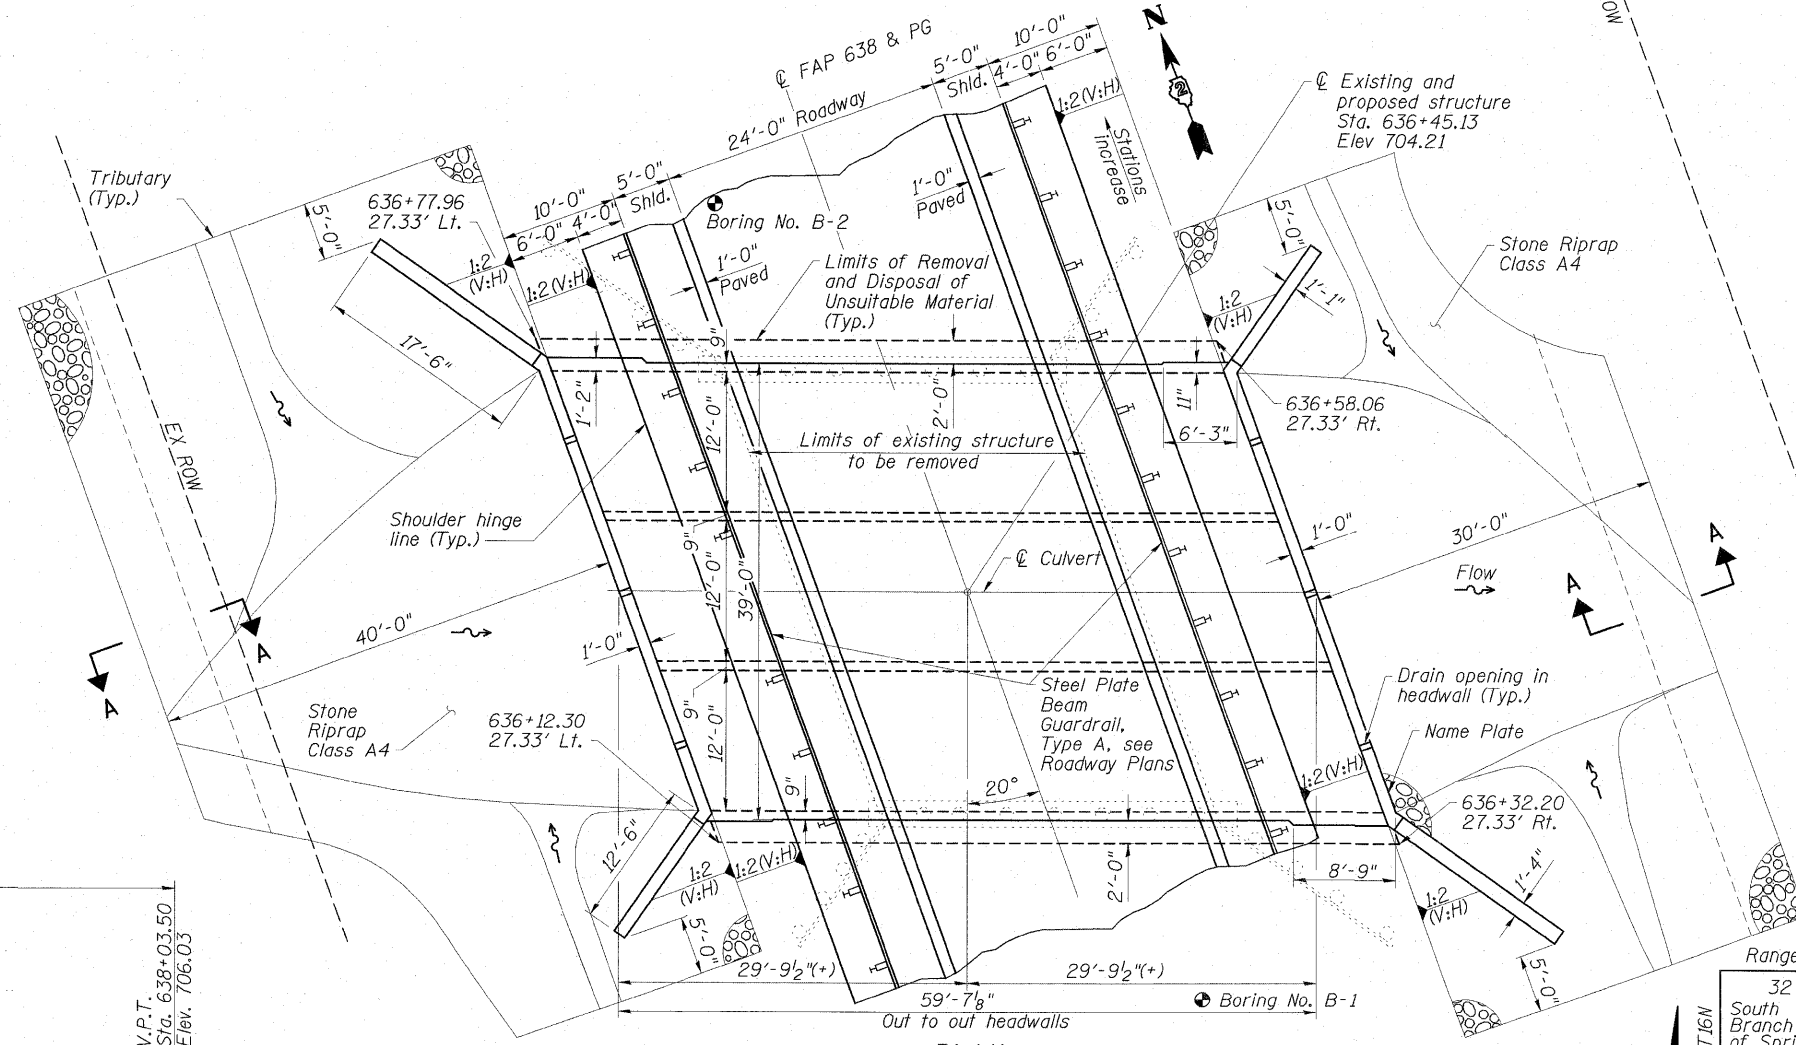 ℄ FAP 638 & PG
24'-0" Roadway
5'-0"
Shld.
10'-0"
4'-0"
6'-0"
1:2(V:H)
N
2
Stations
increase
℄ Existing and
proposed structure
Sta. 636+45.13
Elev 704.21
Tributary
(Typ.)
5'-0"
636+77.96
27.33' Lt.
10'-0"
6'-0"
4'-0"
5'-0"
Shld.
Boring No. B-2
1'-0"
Paved
1'-0"
Paved
1:2
(V:H)
1:2(V:H)
Limits of Removal
and Disposal of
Unsuitable Material
(Typ.)
5'-0"
1'-1"
1:2
(V:H)
Stone Riprap
Class A4
17'-6"
1'-2"
9"
2'-0"
11"
6'-3"
636+58.06
27.33' Rt.
EX ROW
12'-0"
Limits of existing structure
to be removed
Shoulder hinge
line (Typ.)
9"
12'-0"
39'-0"
℄ Culvert
1'-0"
30'-0"
Flow
A
A
40'-0"
1'-0"
A
A
Stone
Riprap
Class A4
636+12.30
27.33' Lt.
9"
12'-0"
9"
Steel Plate
Beam
Guardrail,
Type A, see
Roadway Plans
20°
Drain opening in
headwall (Typ.)
Name Plate
1:2(V:H)
636+32.20
27.33' Rt.
12'-6"
1:2
(V:H)
1:2(V:H)
2'-0"
8'-9"
1:2
(V:H)
1'-4"
5'-0"
5'-0"
29'-9½"(+)
29'-9½"(+)
59'-7⅛"
Out to out headwalls
Boring No. B-1
V.P.T.
Sta. 638+03.50
Elev. 706.03
Range
32
South
Branch
of Spri
T16N
OW